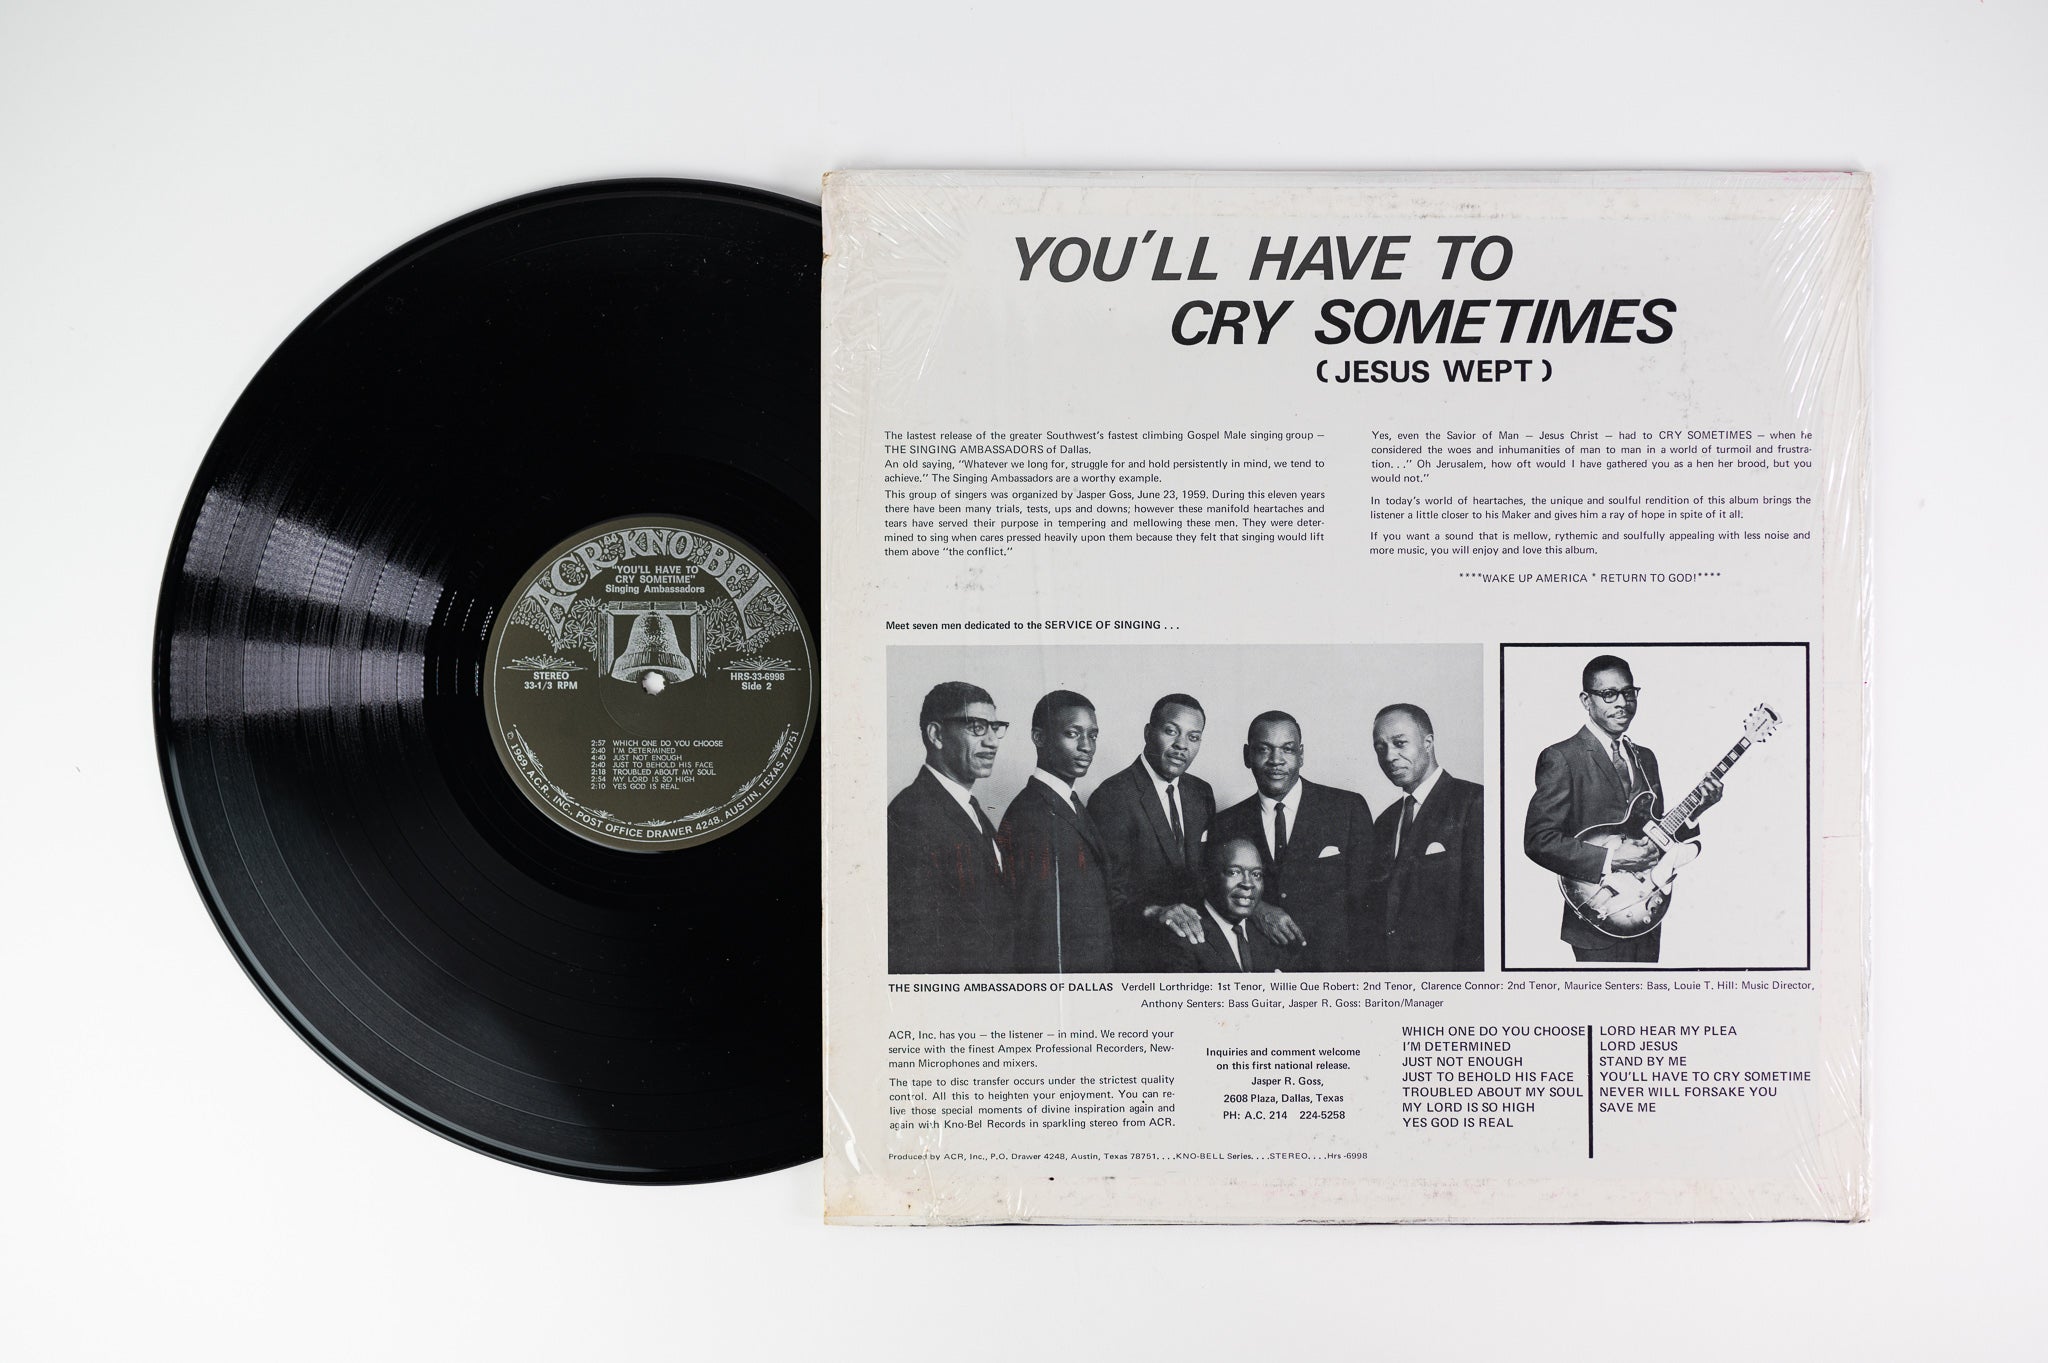 ACR "KNO BEL"
"YOU'LL HAVE TO
CRY SOMETIME"
Singing Ambassadors
STEREO
33-1/3 RPM
HRS-33-6998
Side 2
2:57 WHICH ONE DO YOU CHOOSE
2:40 I'M DETERMINED
4:40 JUST NOT ENOUGH
2:40 JUST TO BEHOLD HIS FACE
2:18 TROUBLED ABOUT MY SOUL
2:54 MY LORD IS SO HIGH
2:10 YES GOD IS REAL
© 1969, A.C.R., INC., POST OFFICE DRAWER 4248, AUSTIN, TEXAS 78751
YOU'LL HAVE TO
CRY SOMETIMES
(JESUS WEPT)
The lastest release of the greater Southwest's fastest climbing Gospel Male singing group —
THE SINGING AMBASSADORS of Dallas.
An old saying, "Whatever we long for, struggle for and hold persistently in mind, we tend to
achieve." The Singing Ambassadors are a worthy example.
This group of singers was organized by Jasper Goss, June 23, 1959. During this eleven years
there have been many trials, tests, ups and downs; however these manifold heartaches and
tears have served their purpose in tempering and mellowing these men. They were deter-
mined to sing when cares pressed heavily upon them because they felt that singing would lift
them above "the conflict."
Yes, even the Savior of Man — Jesus Christ — had to CRY SOMETIMES — when he
considered the woes and inhumanities of man to man in a world of turmoil and frustra-
tion. . ." Oh Jerusalem, how oft would I have gathered you as a hen her brood, but you
would not."
In today's world of heartaches, the unique and soulful rendition of this album brings the
listener a little closer to his Maker and gives him a ray of hope in spite of it all.
If you want a sound that is mellow, rythemic and soulfully appealing with less noise and
more music, you will enjoy and love this album.
****WAKE UP AMERICA * RETURN TO GOD!****
Meet seven men dedicated to the SERVICE OF SINGING . . .
THE SINGING AMBASSADORS OF DALLAS Verdell Lorthridge: 1st Tenor, Willie Que Robert: 2nd Tenor, Clarence Connor: 2nd Tenor, Maurice Senters: Bass, Louie T. Hill: Music Director,
Anthony Senters: Bass Guitar, Jasper R. Goss: Bariton/Manager
ACR, Inc. has you — the listener — in mind. We record your
service with the finest Ampex Professional Recorders, New-
mann Microphones and mixers.
The tape to disc transfer occurs under the strictest quality
control. All this to heighten your enjoyment. You can re-
live those special moments of divine inspiration again and
again with Kno-Bel Records in sparkling stereo from ACR.
Inquiries and comment welcome
on this first national release.
Jasper R. Goss,
2608 Plaza, Dallas, Texas
PH: A.C. 214 224-5258
WHICH ONE DO YOU CHOOSE
I'M DETERMINED
JUST NOT ENOUGH
JUST TO BEHOLD HIS FACE
TROUBLED ABOUT MY SOUL
MY LORD IS SO HIGH
YES GOD IS REAL
LORD HEAR MY PLEA
LORD JESUS
STAND BY ME
YOU'LL HAVE TO CRY SOMETIME
NEVER WILL FORSAKE YOU
SAVE ME
Produced by ACR, Inc., P.O. Drawer 4248, Austin, Texas 78751. . . .KNO-BELL Series. . . .STEREO. . . .Hrs -6998